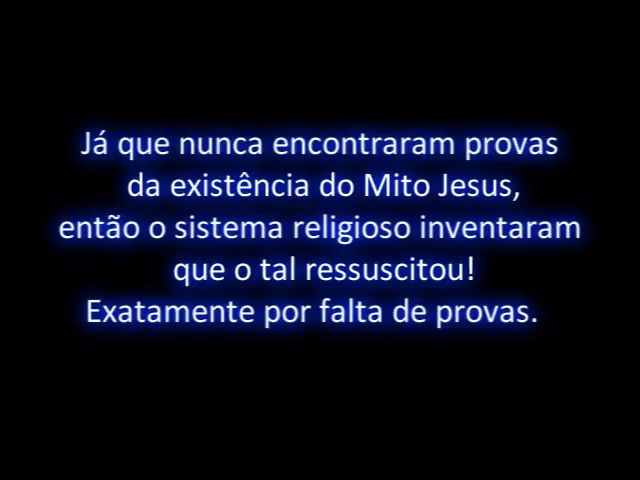 Já que nunca encontraram provas
da existência do Mito Jesus,
então o sistema religioso inventaram
que o tal ressuscitou!
Exatamente por falta de provas.